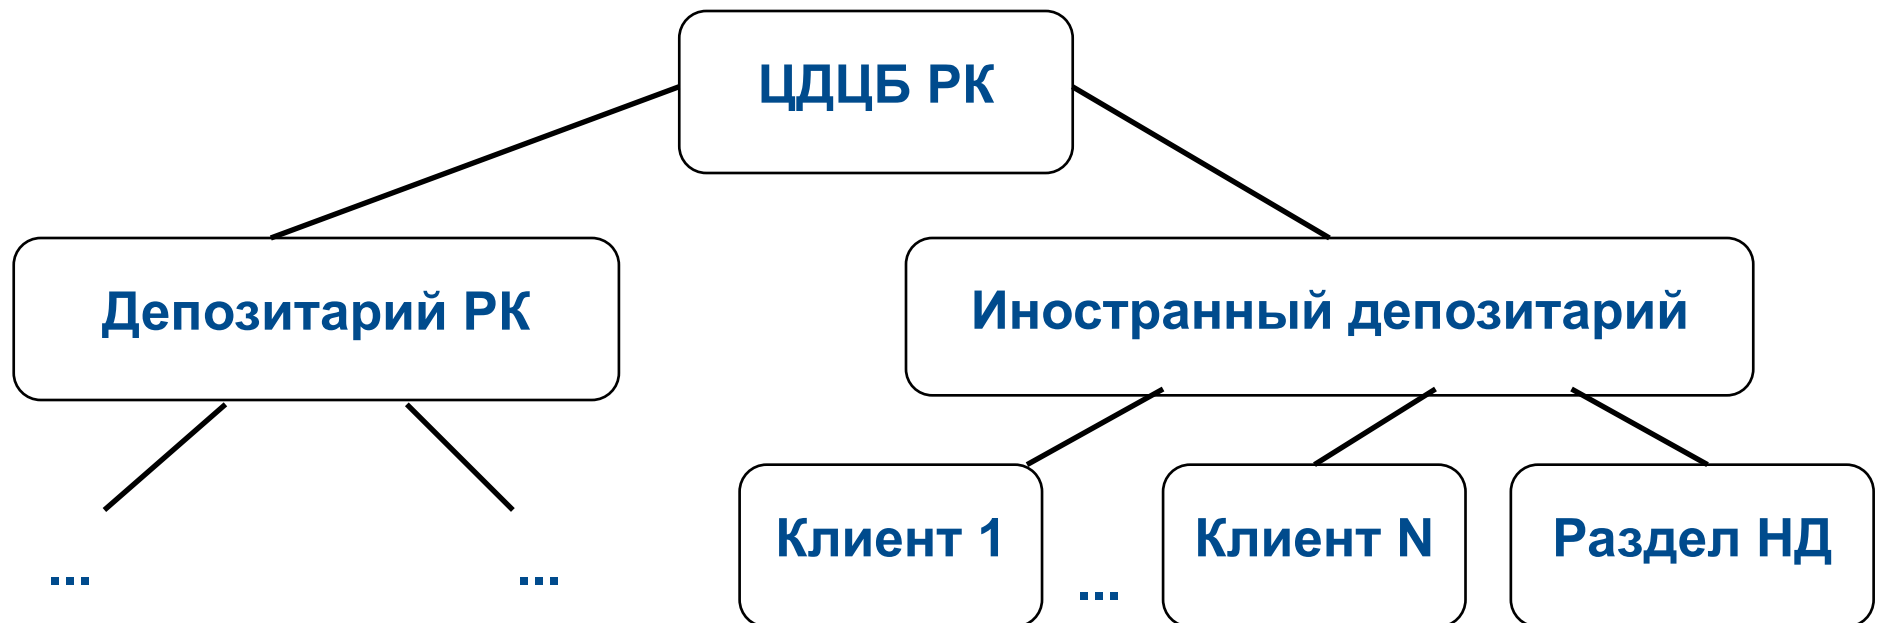 ЦДЦБ РК
Депозитарий РК
Иностранный депозитарий
Клиент 1
Клиент N
Раздел НД
...
...
...